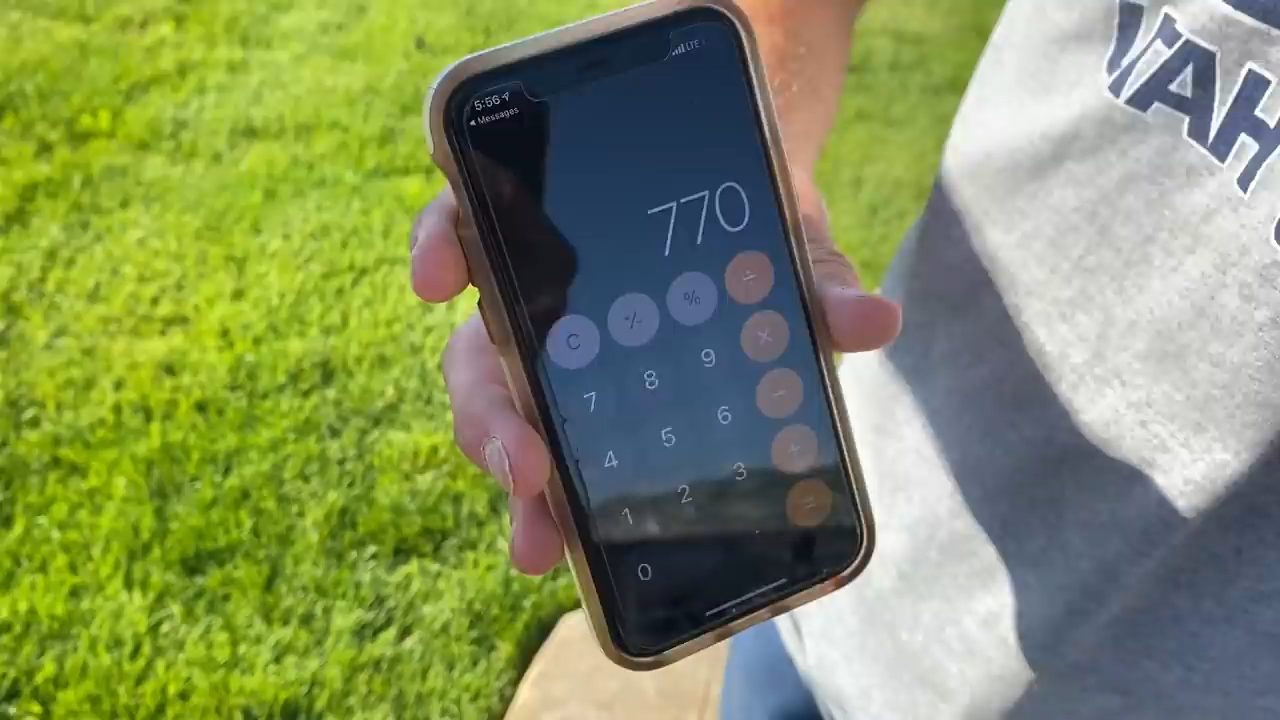 5:56 LTE
◀ Messages
770
C ⁺⁄₋ % ÷
7 8 9 ×
4 5 6 −
1 2 3 +
0 . =
VAH